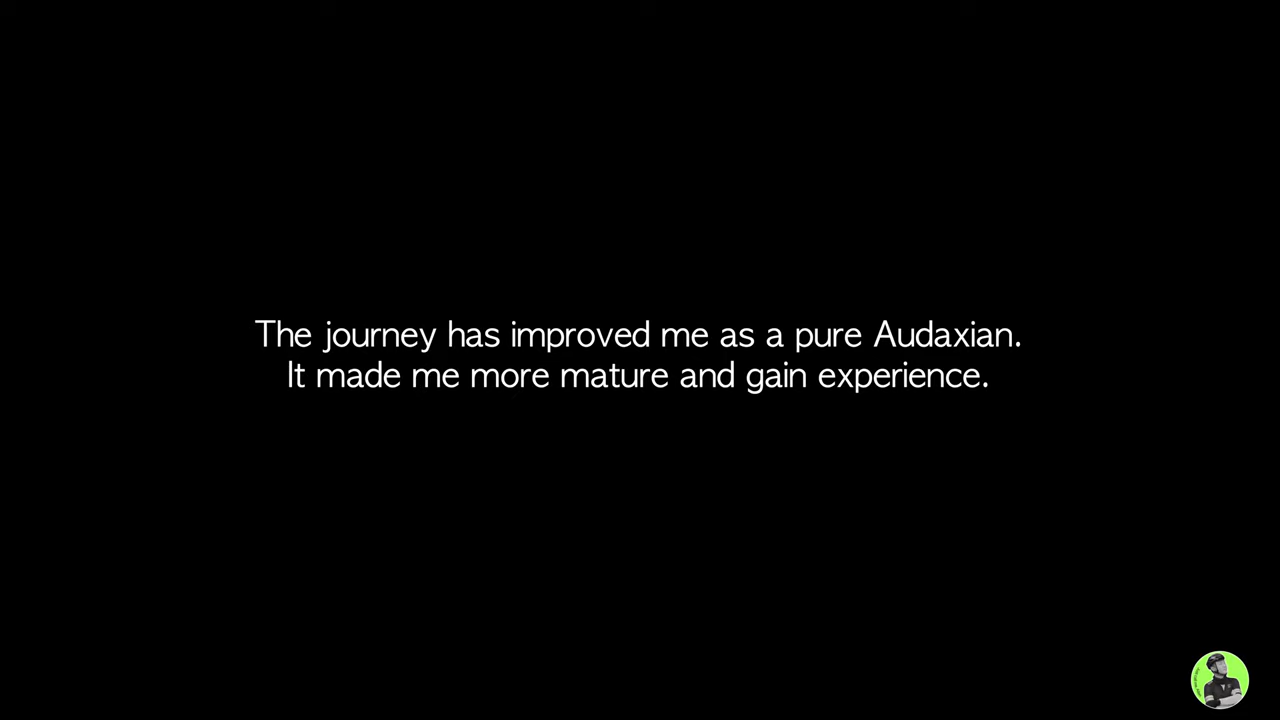 The journey has improved me as a pure Audaxian.
It made me more mature and gain experience.